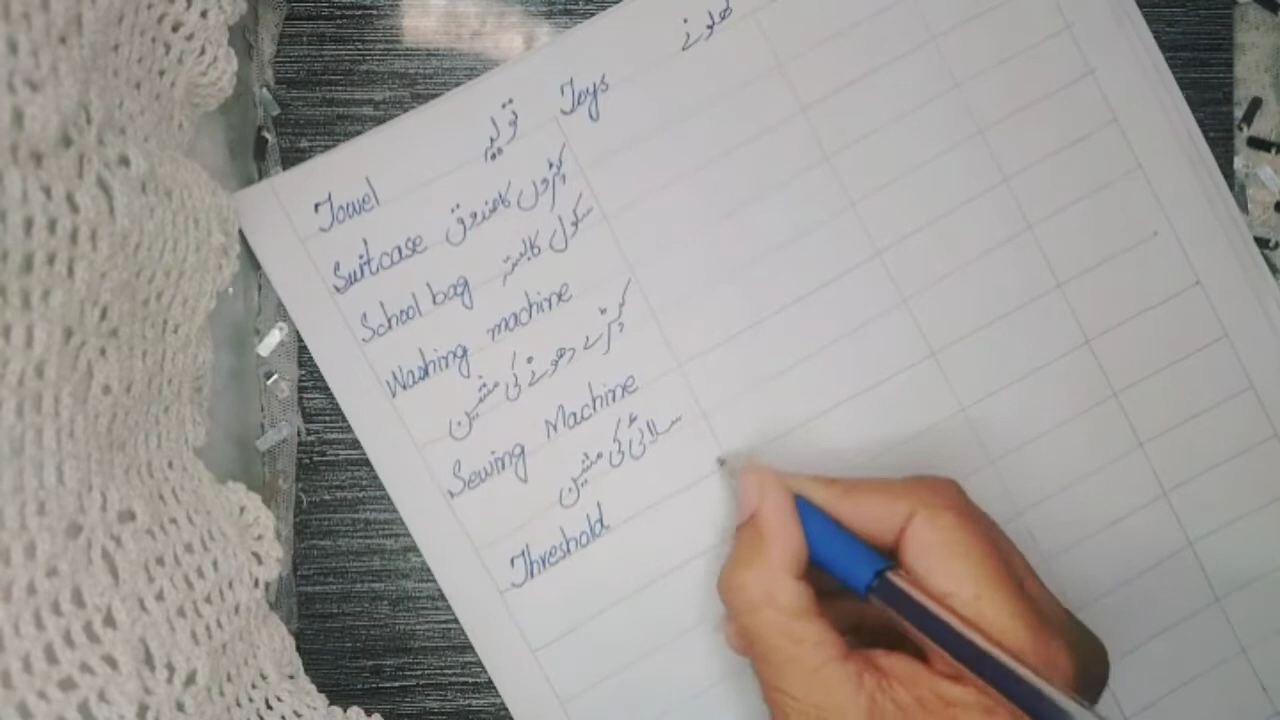 Towel تولیہ Toys کھلونے
Suitcase کپڑوں کا صندوق
School bag سکول کا بستہ
Washing machine
کپڑے دھونے کی مشین
Sewing Machine
سلائی کی مشین
Threshold